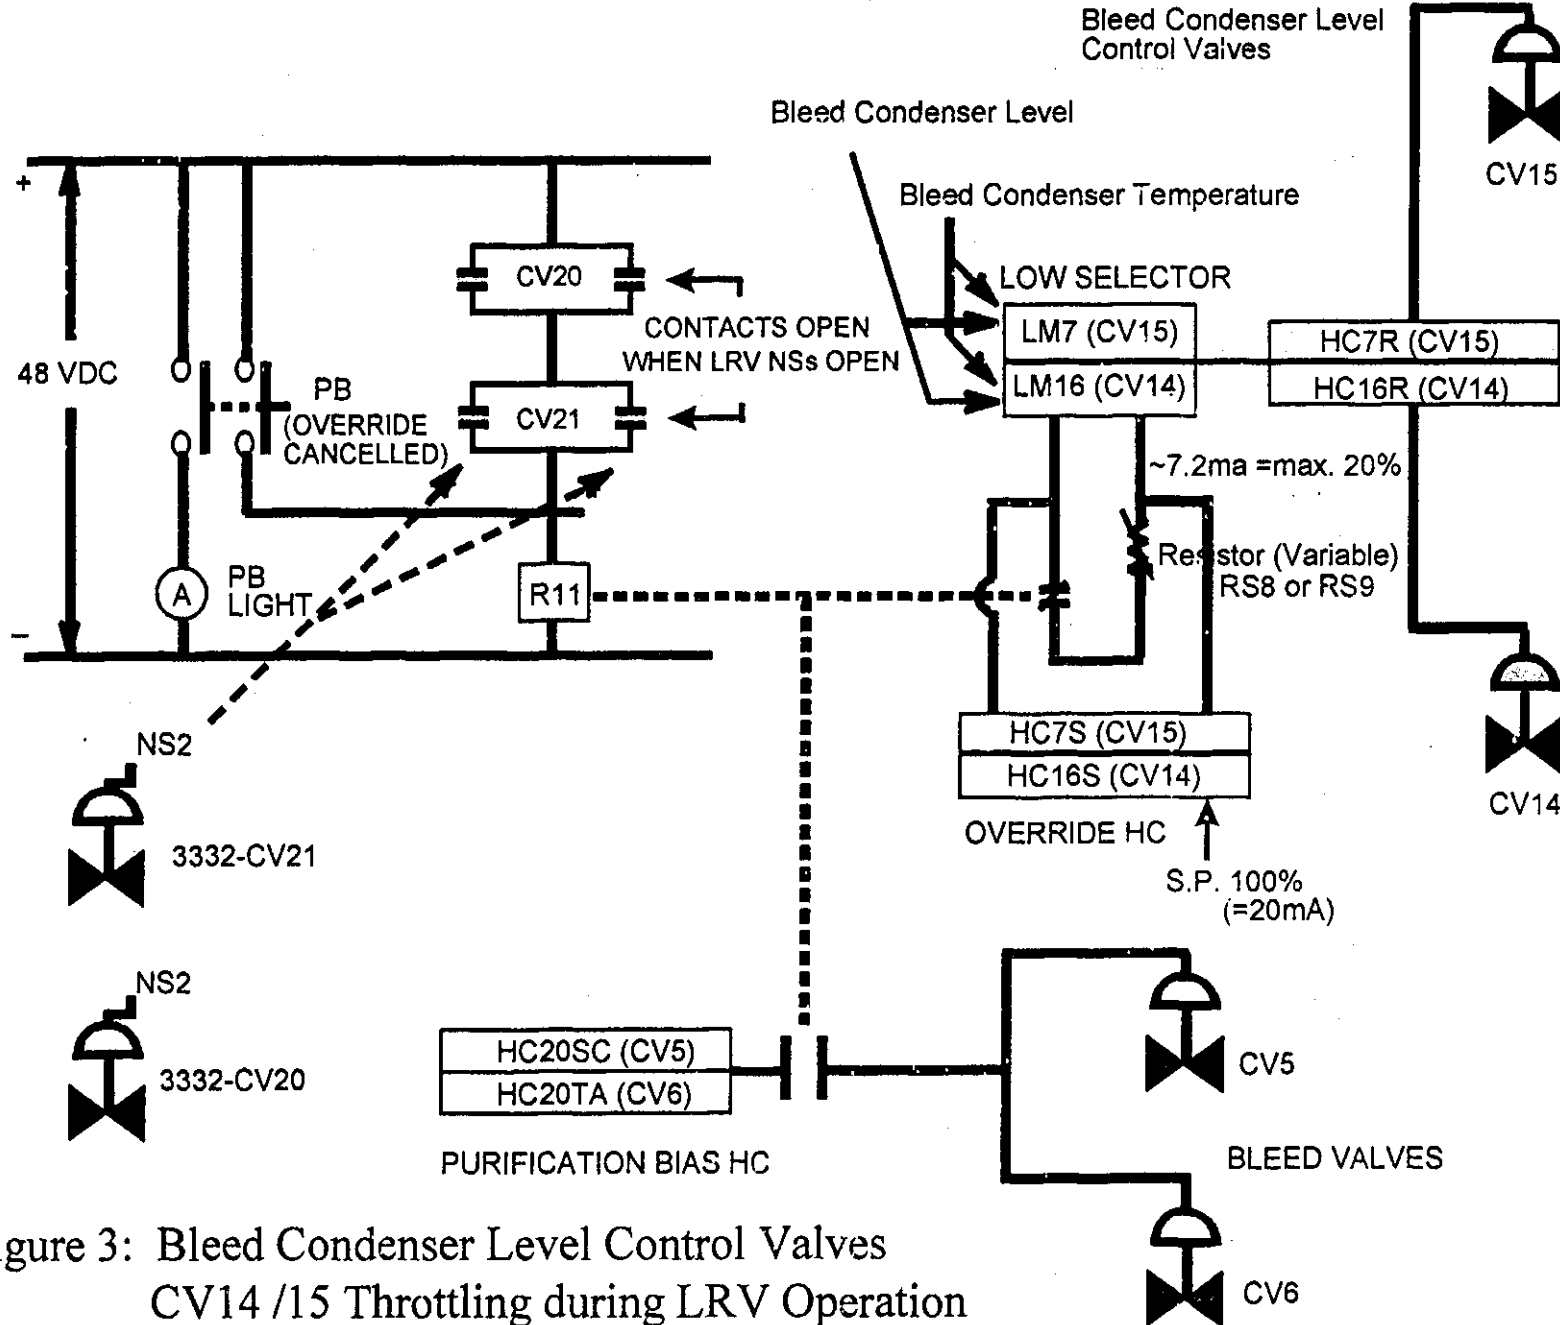 Bleed Condenser Level
Control Valves
Bleed Condenser Level
CV15
Bleed Condenser Temperature
+
LOW SELECTOR
CV20
LM7 (CV15)
HC7R (CV15)
CONTACTS OPEN
WHEN LRV NSs OPEN
48 VDC
PB
(OVERRIDE
CANCELLED)
LM16 (CV14)
HC16R (CV14)
CV21
~7.2ma =max. 20%
Resistor (Variable)
RS8 or RS9
A
PB
LIGHT
R11
–
HC7S (CV15)
HC16S (CV14)
NS2
CV14
OVERRIDE HC
3332-CV21
S.P. 100%
(=20mA)
NS2
HC20SC (CV5)
CV5
3332-CV20
HC20TA (CV6)
PURIFICATION BIAS HC
BLEED VALVES
igure 3: Bleed Condenser Level Control Valves
CV14 /15 Throttling during LRV Operation
CV6